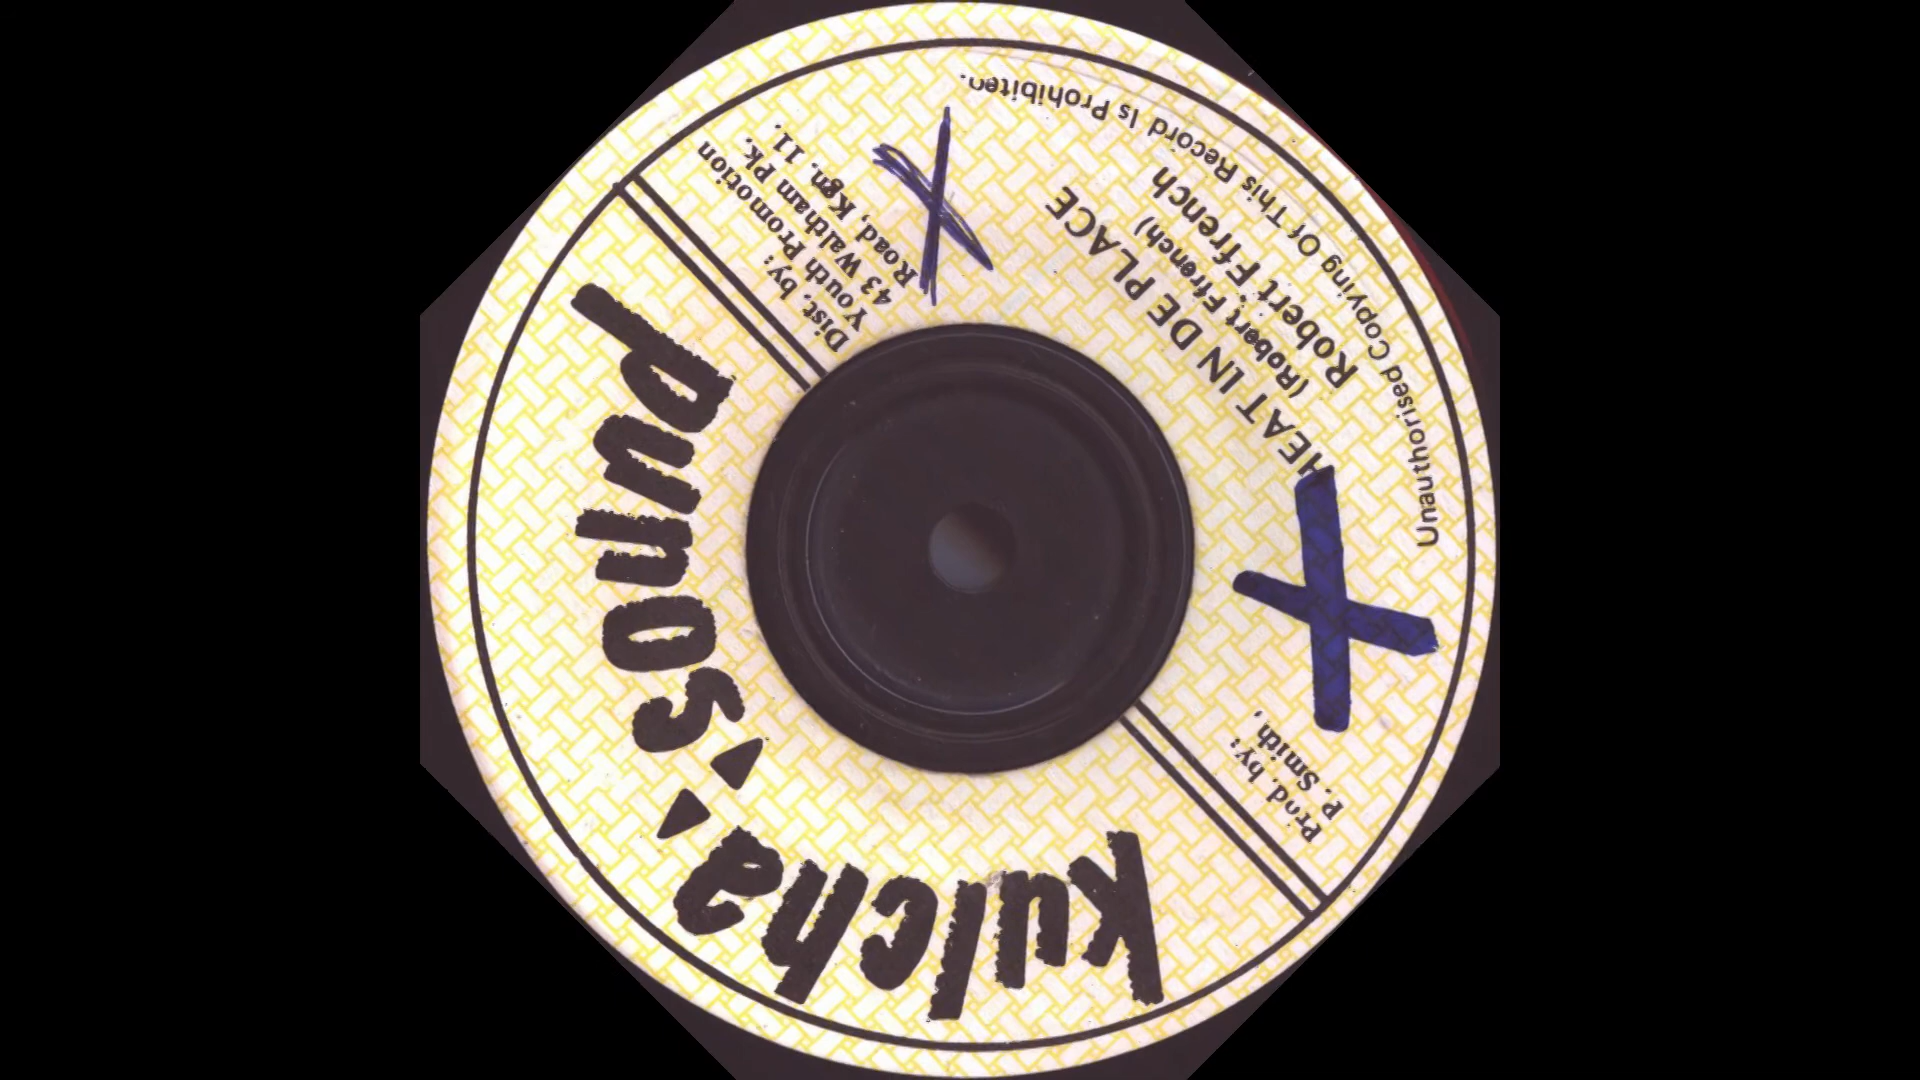 Kulcha Sound
Prod. by:
P. Smith,
Dist. by:
Youth Promotion
43 Waltham Pk.
Road, Kgn. 11.
HEAT IN DE PLACE
(Robert Ffrench)
Robert Ffrench
Unauthorised Copying Of This Record Is Prohibited.